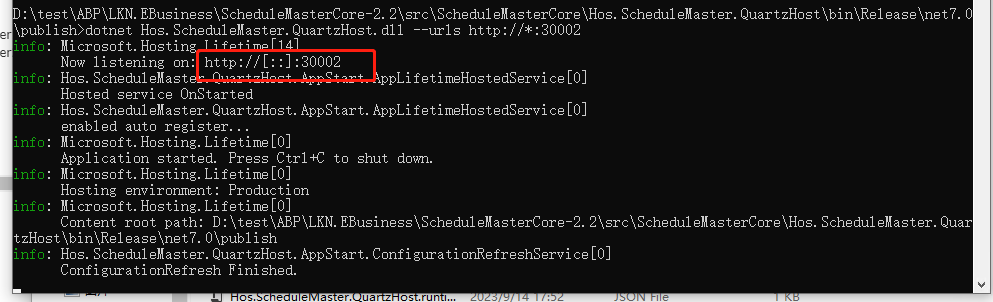 D:\test\ABP\LKN.EBusiness\ScheduleMasterCore-2.2\src\ScheduleMasterCore\Hos.ScheduleMaster.QuartzHost\bin\Release\net7.0
\publish>dotnet Hos.ScheduleMaster.QuartzHost.dll --urls http://*:30002
info: Microsoft.Hosting.Lifetime[14]
Now listening on: http://[::]:30002
info: Hos.ScheduleMaster.QuartzHost.AppStart.AppLifetimeHostedService[0]
Hosted service OnStarted
info: Hos.ScheduleMaster.QuartzHost.AppStart.AppLifetimeHostedService[0]
enabled auto register...
info: Microsoft.Hosting.Lifetime[0]
Application started. Press Ctrl+C to shut down.
info: Microsoft.Hosting.Lifetime[0]
Hosting environment: Production
info: Microsoft.Hosting.Lifetime[0]
Content root path: D:\test\ABP\LKN.EBusiness\ScheduleMasterCore-2.2\src\ScheduleMasterCore\Hos.ScheduleMaster.Quar
tzHost\bin\Release\net7.0\publish
info: Hos.ScheduleMaster.QuartzHost.AppStart.ConfigurationRefreshService[0]
ConfigurationRefresh Finished.
Hos.ScheduleMaster.QuartzHost.runti... 2023/9/14 17:52 JSON File 1 KB